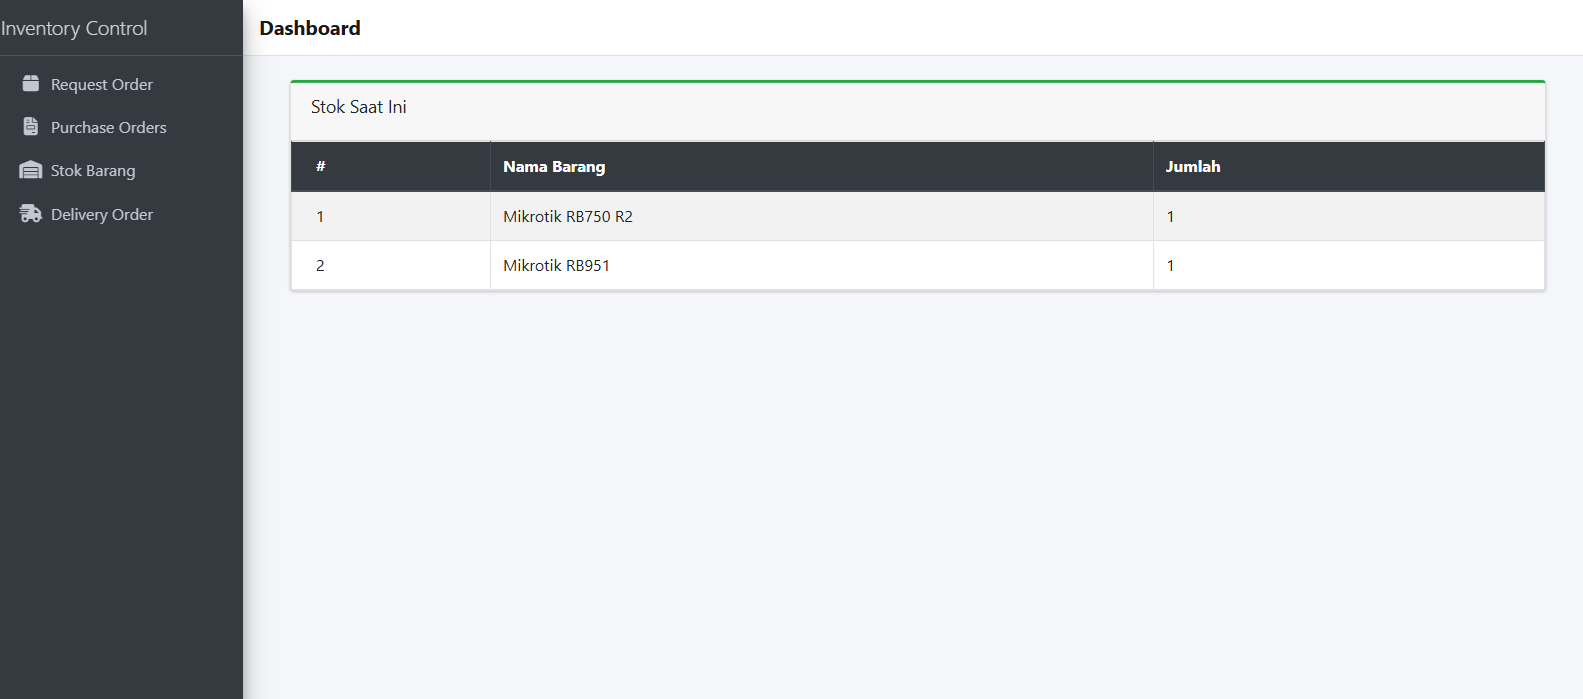 Inventory Control
Dashboard
Request Order
Purchase Orders
Stok Barang
Delivery Order
Stok Saat Ini
# Nama Barang Jumlah
1 Mikrotik RB750 R2 1
2 Mikrotik RB951 1